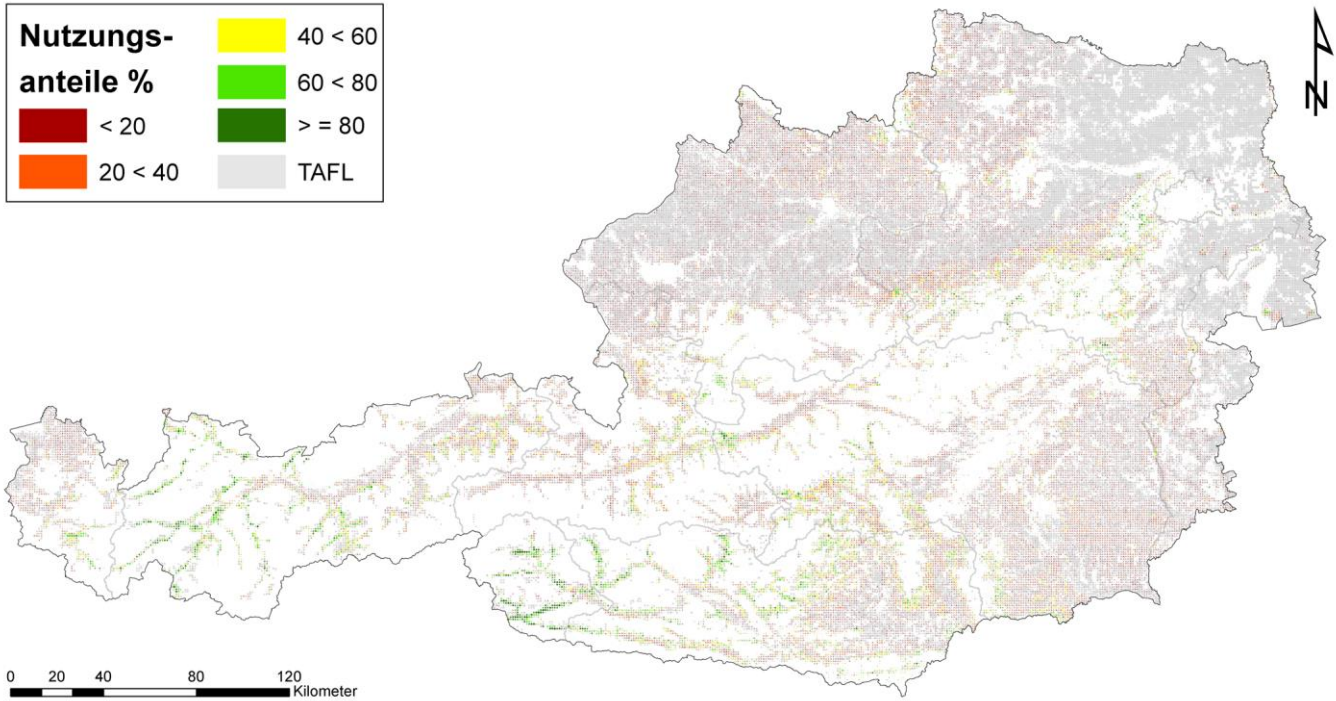 Nutzungs-
anteile %
< 20
20 < 40
40 < 60
60 < 80
> = 80
TAFL
N
0 20 40 80 120
Kilometer